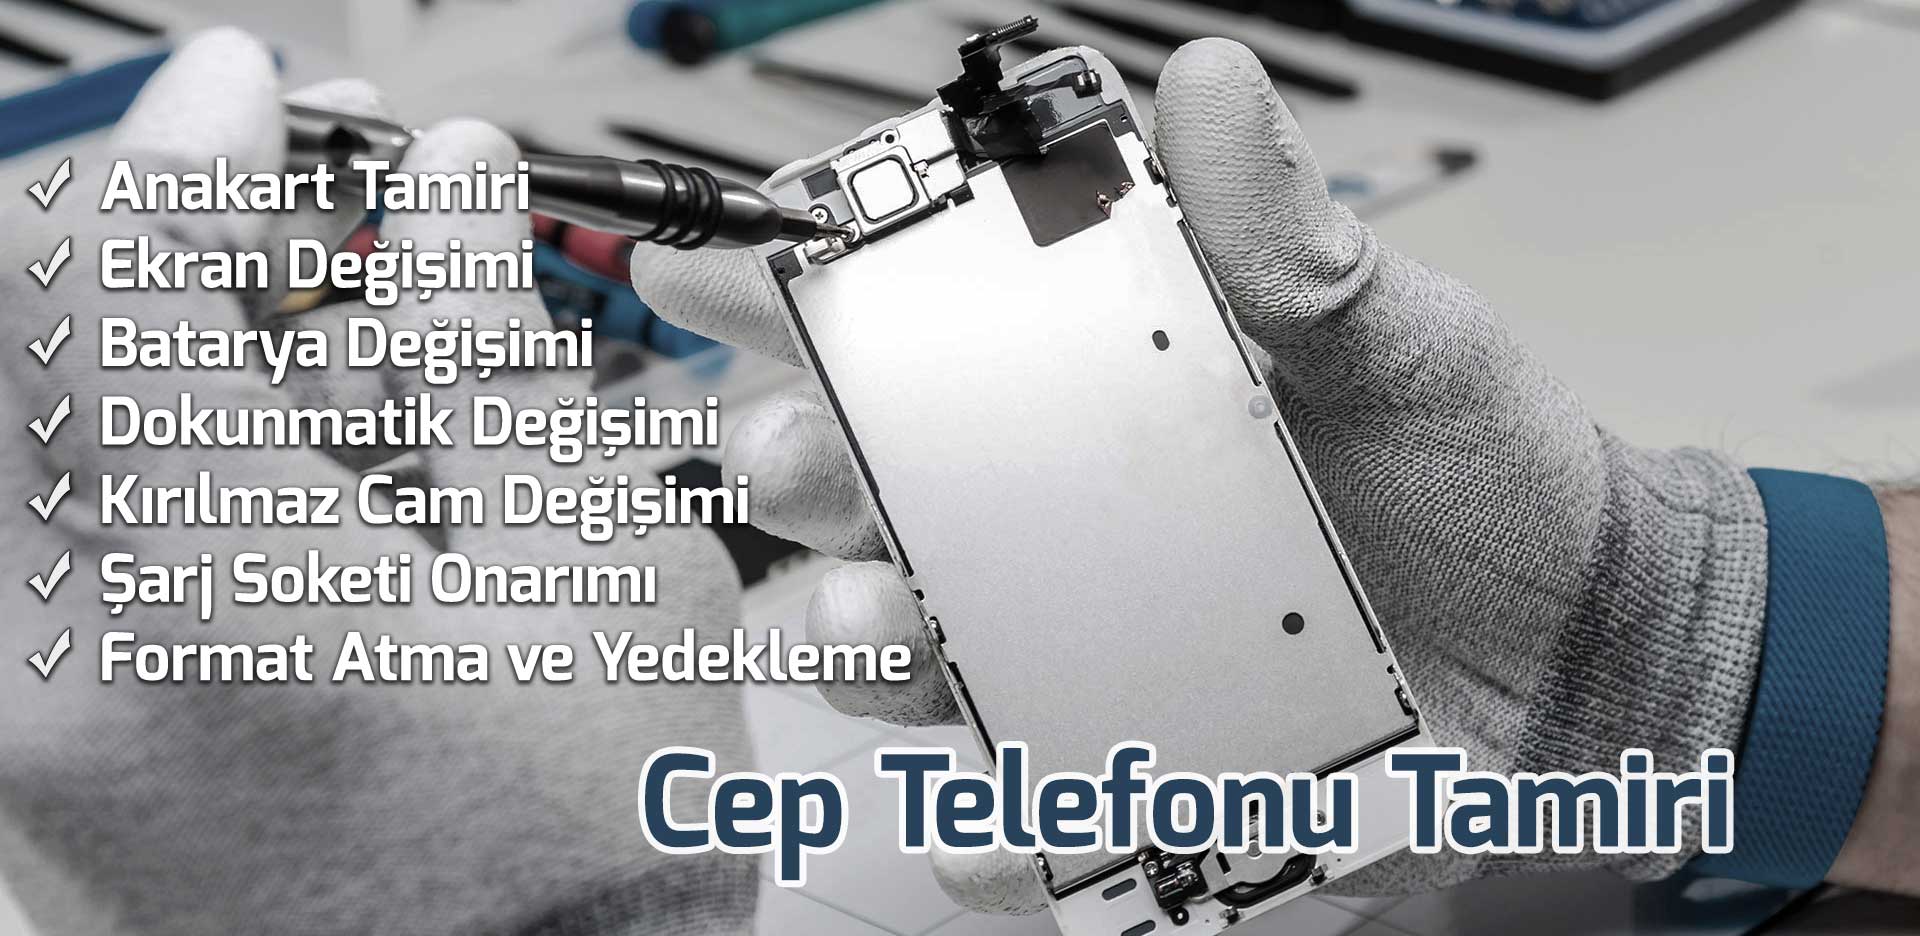 Anakart Tamiri
Ekran Değişimi
Batarya Değişimi
Dokunmatik Değişimi
Kırılmaz Cam Değişimi
Şarj Soketi Onarımı
Format Atma ve Yedekleme
Cep Telefonu Tamiri